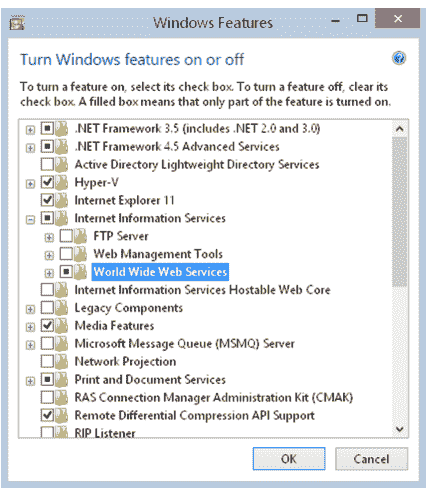 Windows Features
Turn Windows features on or off
To turn a feature on, select its check box. To turn a feature off, clear its
check box. A filled box means that only part of the feature is turned on.
.NET Framework 3.5 (includes .NET 2.0 and 3.0)
.NET Framework 4.5 Advanced Services
Active Directory Lightweight Directory Services
Hyper-V
Internet Explorer 11
Internet Information Services
FTP Server
Web Management Tools
World Wide Web Services
Internet Information Services Hostable Web Core
Legacy Components
Media Features
Microsoft Message Queue (MSMQ) Server
Network Projection
Print and Document Services
RAS Connection Manager Administration Kit (CMAK)
Remote Differential Compression API Support
RIP Listener
OK
Cancel